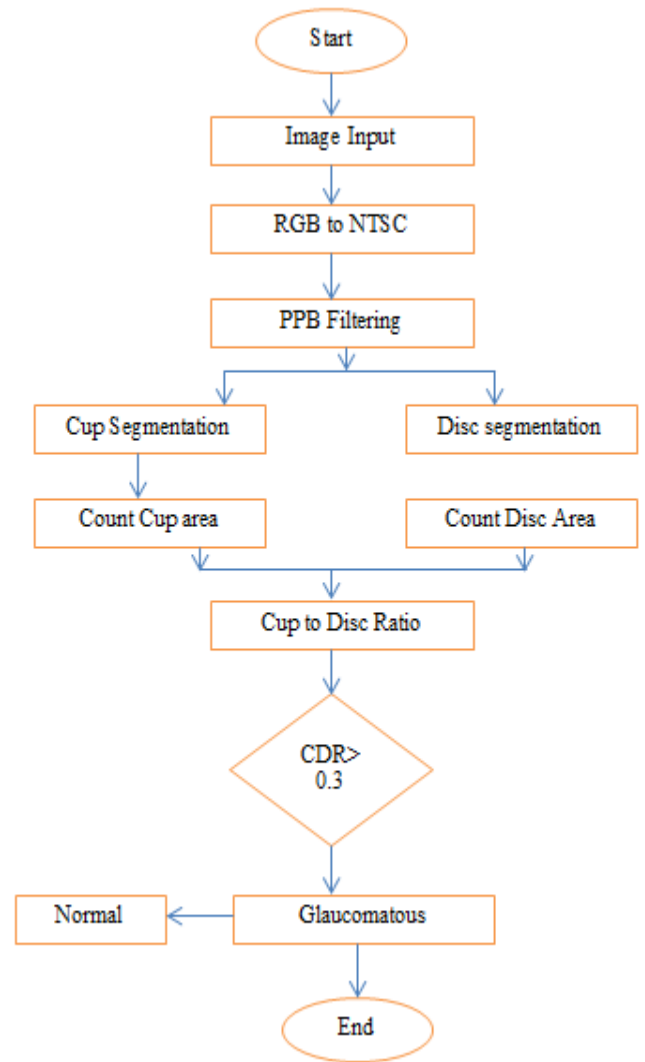 Start
Image Input
RGB to NTSC
PPB Filtering
Cup Segmentation
Disc segmentation
Count Cup area
Count Disc Area
Cup to Disc Ratio
CDR>
0.3
Normal
Glaucomatous
End